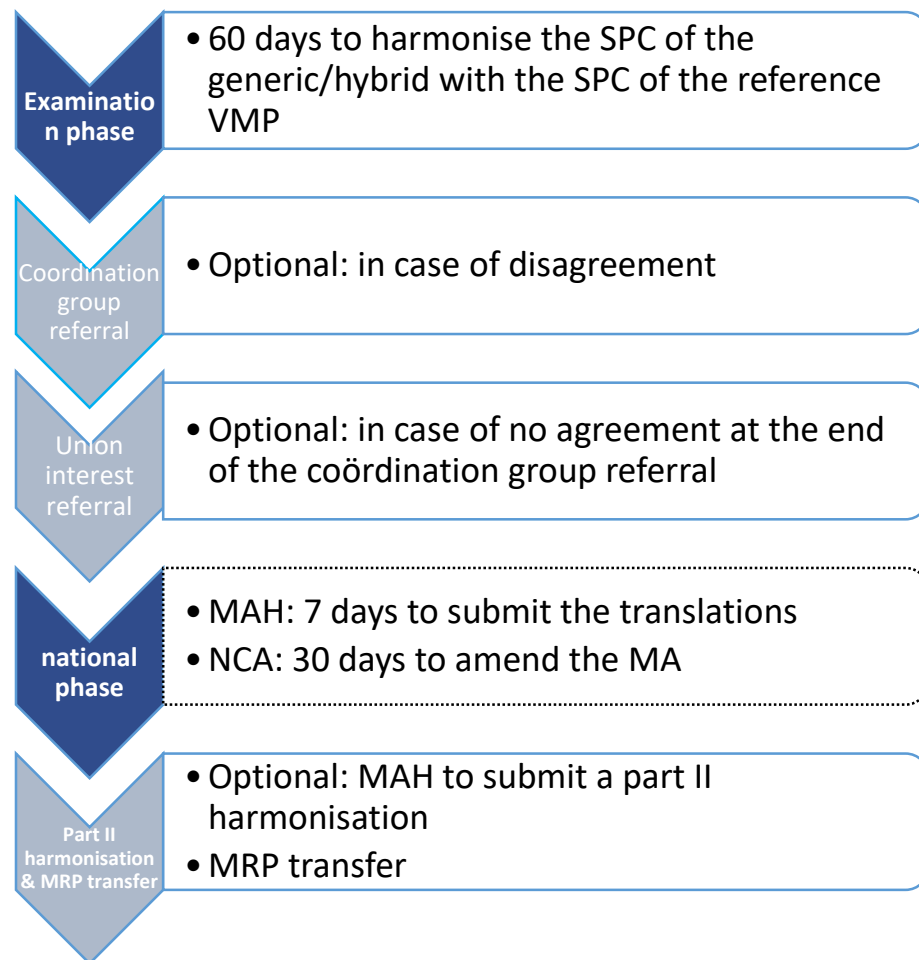 Examinatio
n phase
• 60 days to harmonise the SPC of the
generic/hybrid with the SPC of the reference
VMP
Coordination
group
referral
• Optional: in case of disagreement
Union
interest
referral
• Optional: in case of no agreement at the end
of the coördination group referral
national
phase
• MAH: 7 days to submit the translations
• NCA: 30 days to amend the MA
Part II
harmonisation
& MRP transfer
• Optional: MAH to submit a part II
harmonisation
• MRP transfer